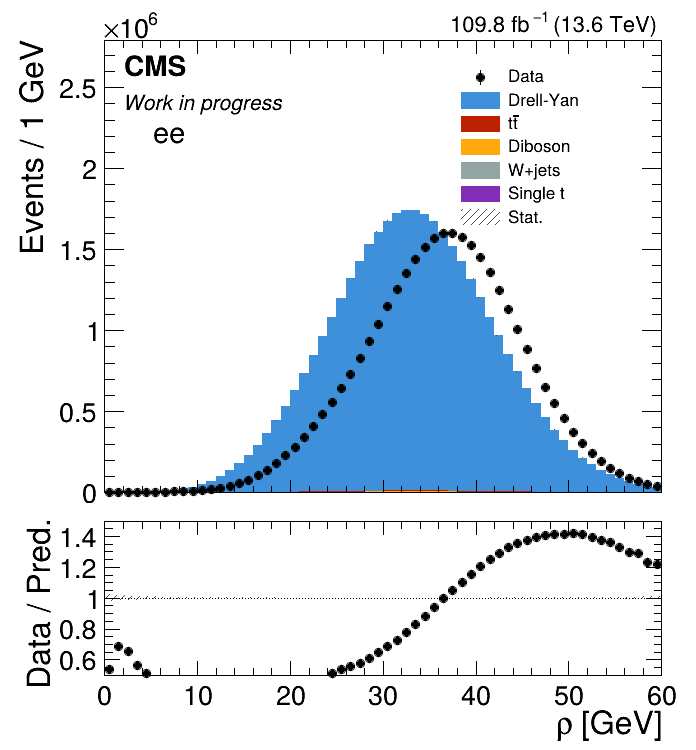 ×10⁶
109.8 fb⁻¹ (13.6 TeV)
Events / 1 GeV
CMS
Work in progress
ee
Data
Drell-Yan
tt̄
Diboson
W+jets
Single t
Stat.
2.5
2
1.5
1
0.5
0
Data / Pred.
1.4
1.2
1
0.8
0.6
0 10 20 30 40 50 60
ρ [GeV]